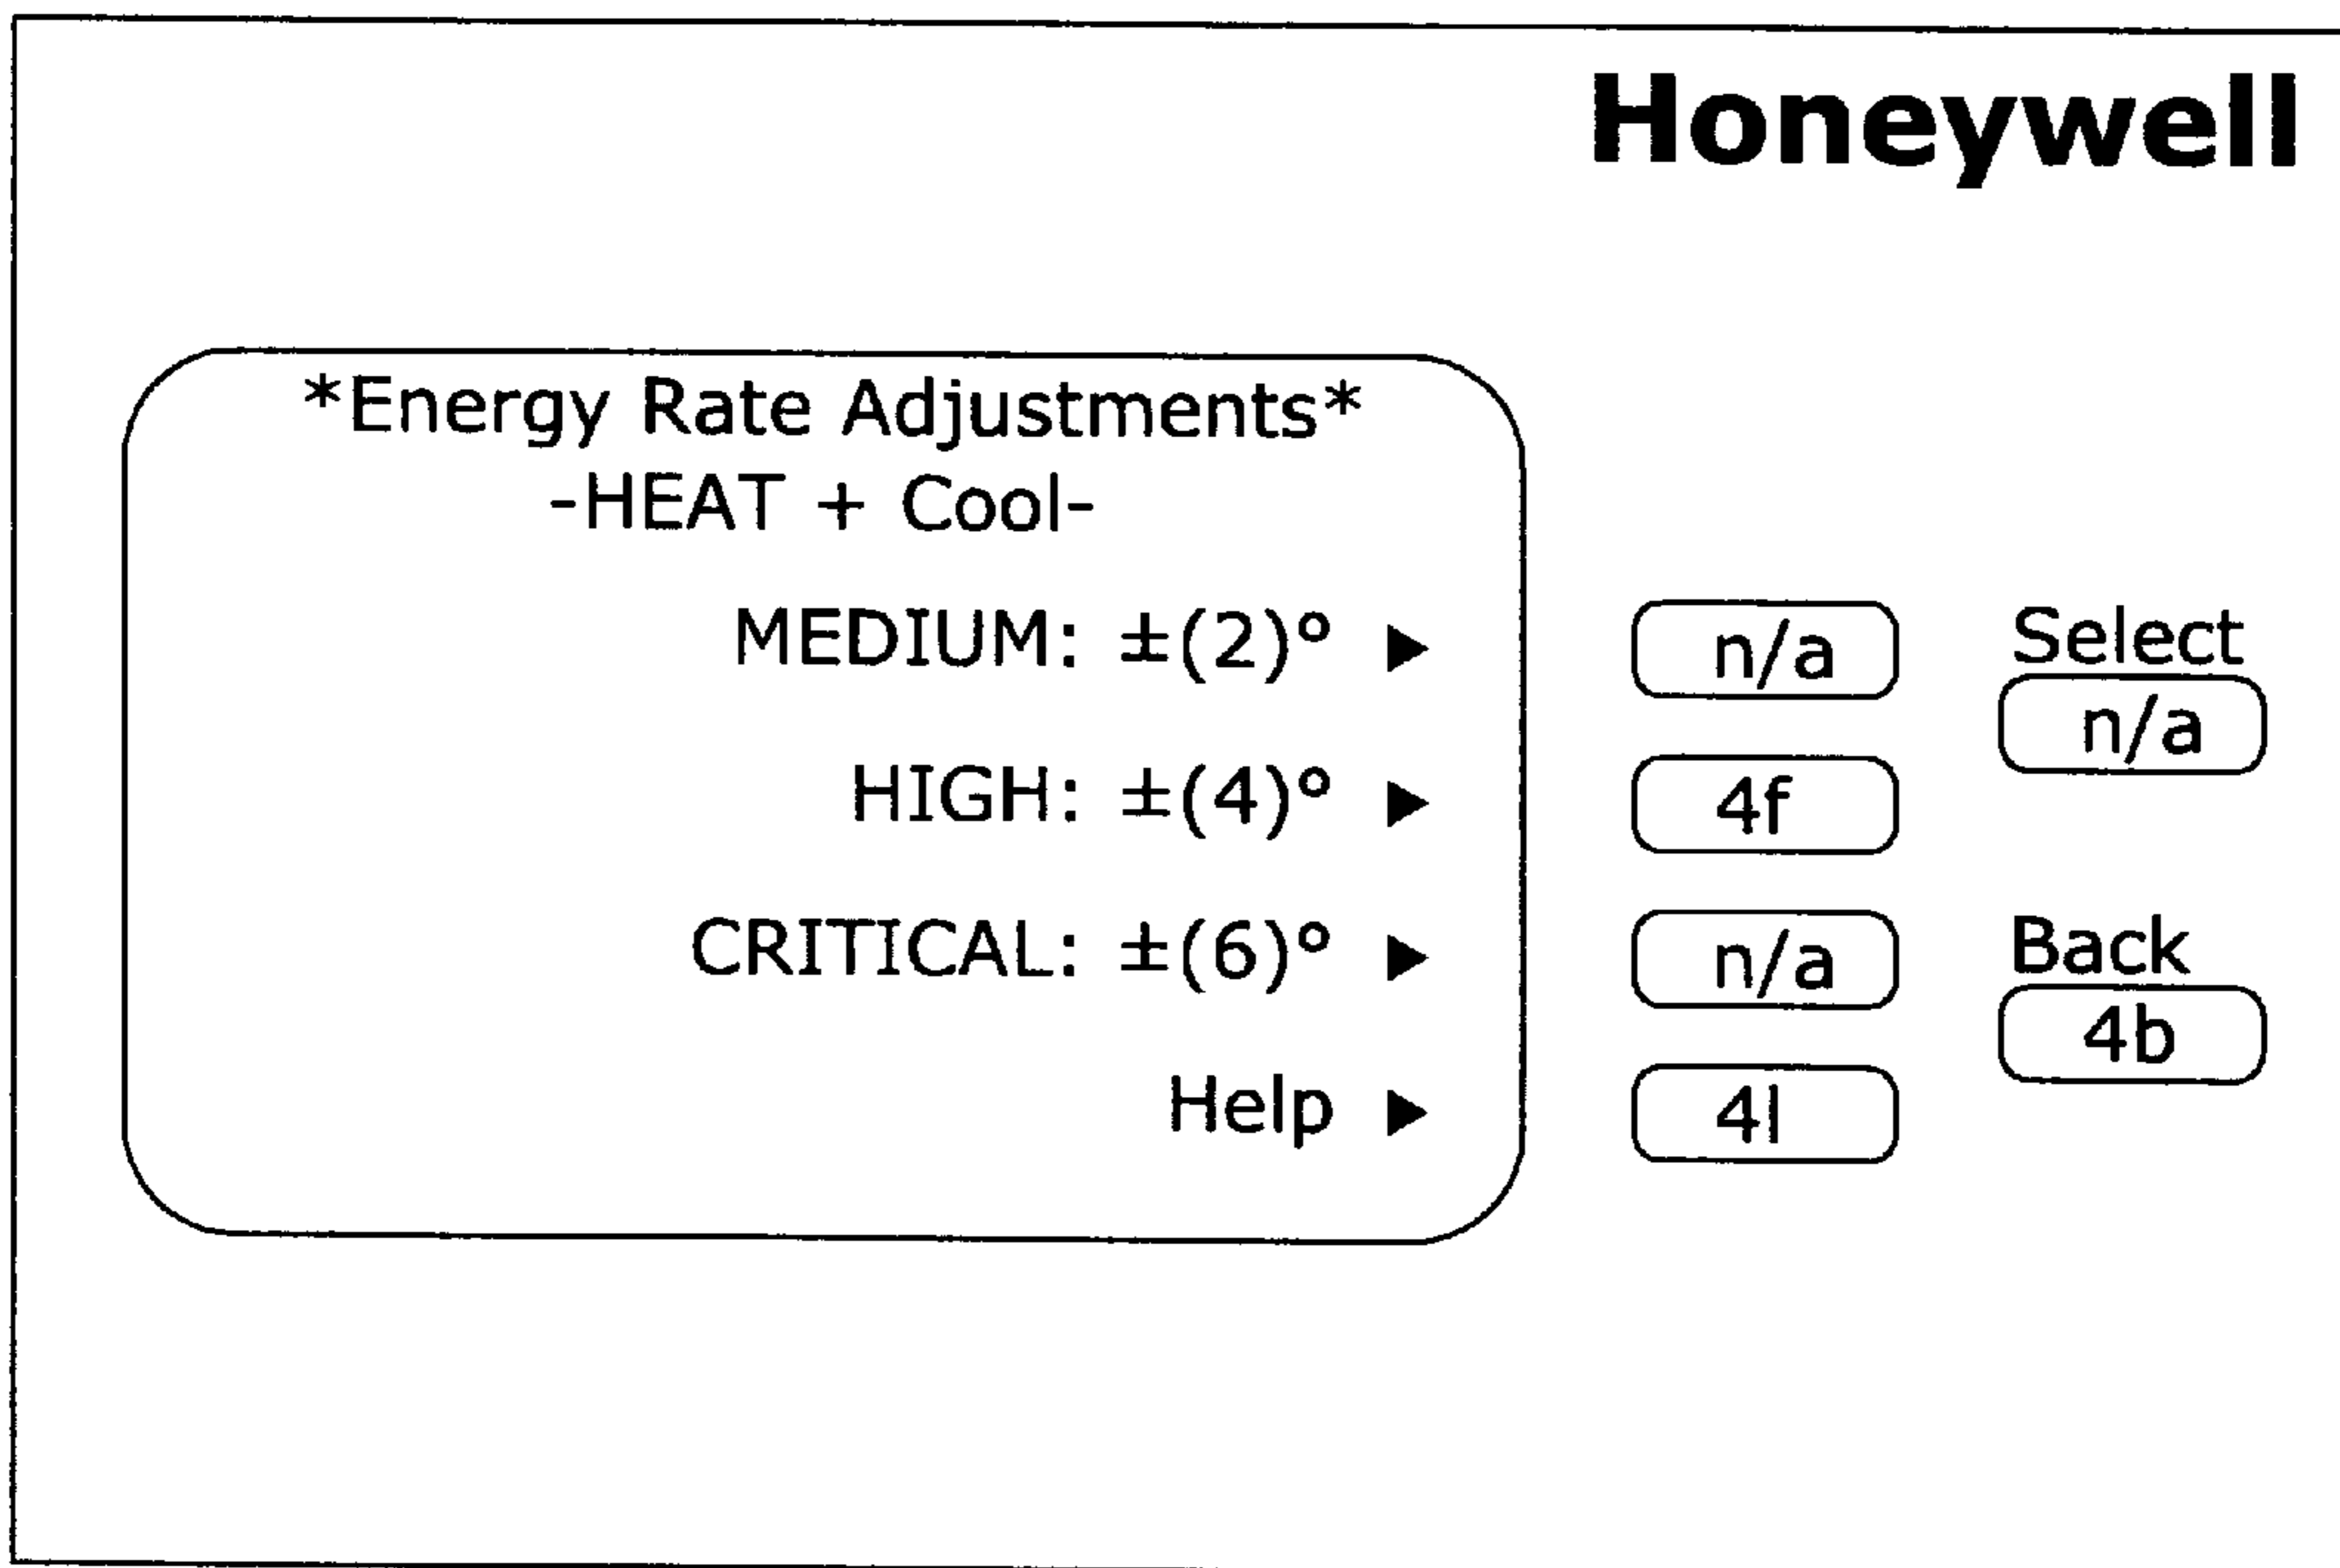 Honeywell
*Energy Rate Adjustments*
-HEAT + Cool-
MEDIUM: ±(2)º ▶ n/a
Select
n/a
HIGH: ±(4)º ▶ 4f
CRITICAL: ±(6)º ▶ n/a
Back
4b
Help ▶ 4l